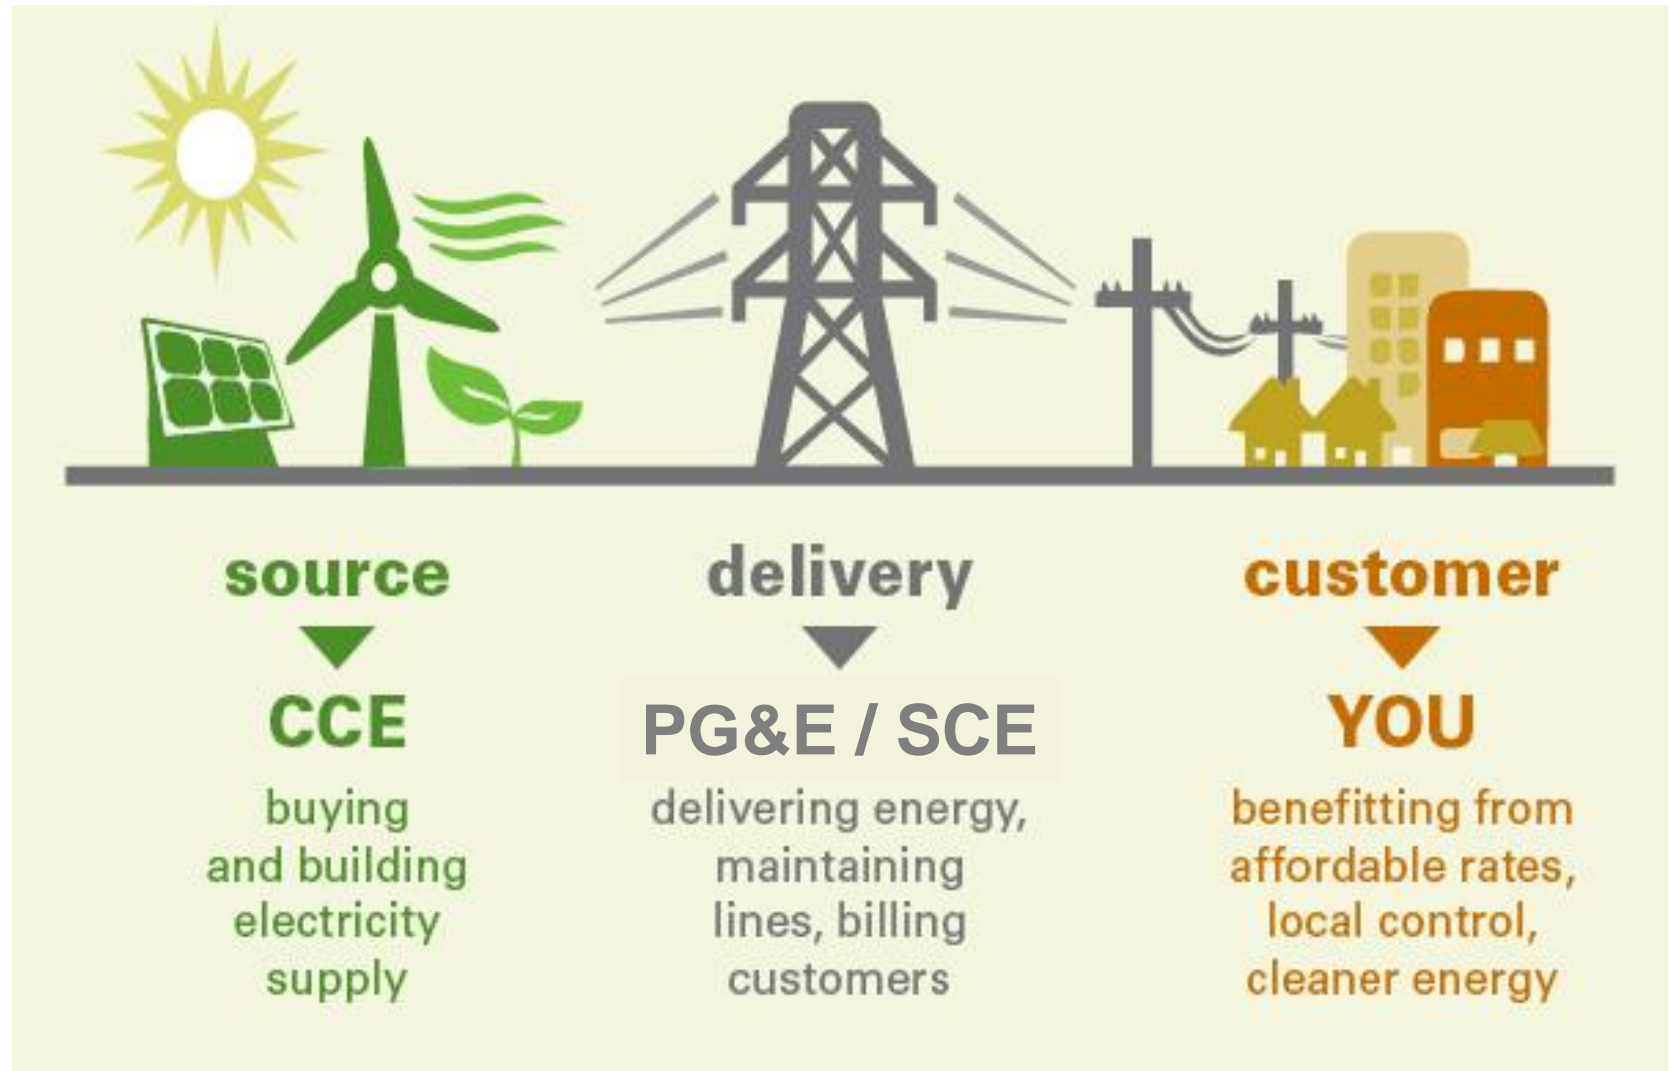 source
CCE
buying
and building
electricity
supply
delivery
PG&E / SCE
delivering energy,
maintaining
lines, billing
customers
customer
YOU
benefitting from
affordable rates,
local control,
cleaner energy